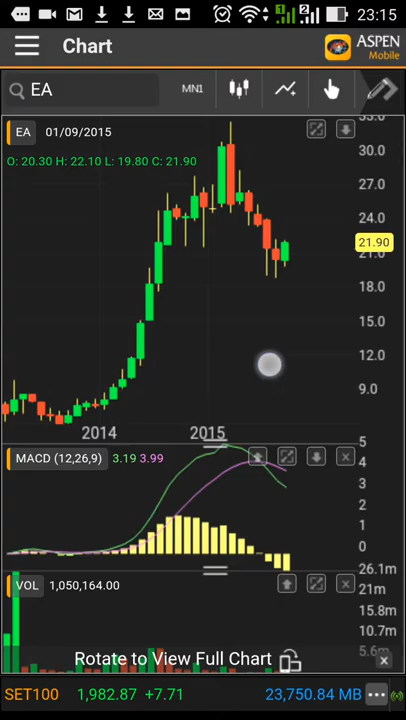 23:15
Chart
ASPEN
Mobile
EA
MN1
EA 01/09/2015
O: 20.30 H: 22.10 L: 19.80 C: 21.90
33.0
30.0
27.0
24.0
21.90
21.0
18.0
15.0
12.0
9.0
2014 2015
MACD (12,26,9) 3.19 3.99
5
4
3
2
1
0
VOL 1,050,164.00
26.1m
21m
15.8m
10.7m
5.6m
Rotate to View Full Chart
SET100 1,982.87 +7.71 23,750.84 MB